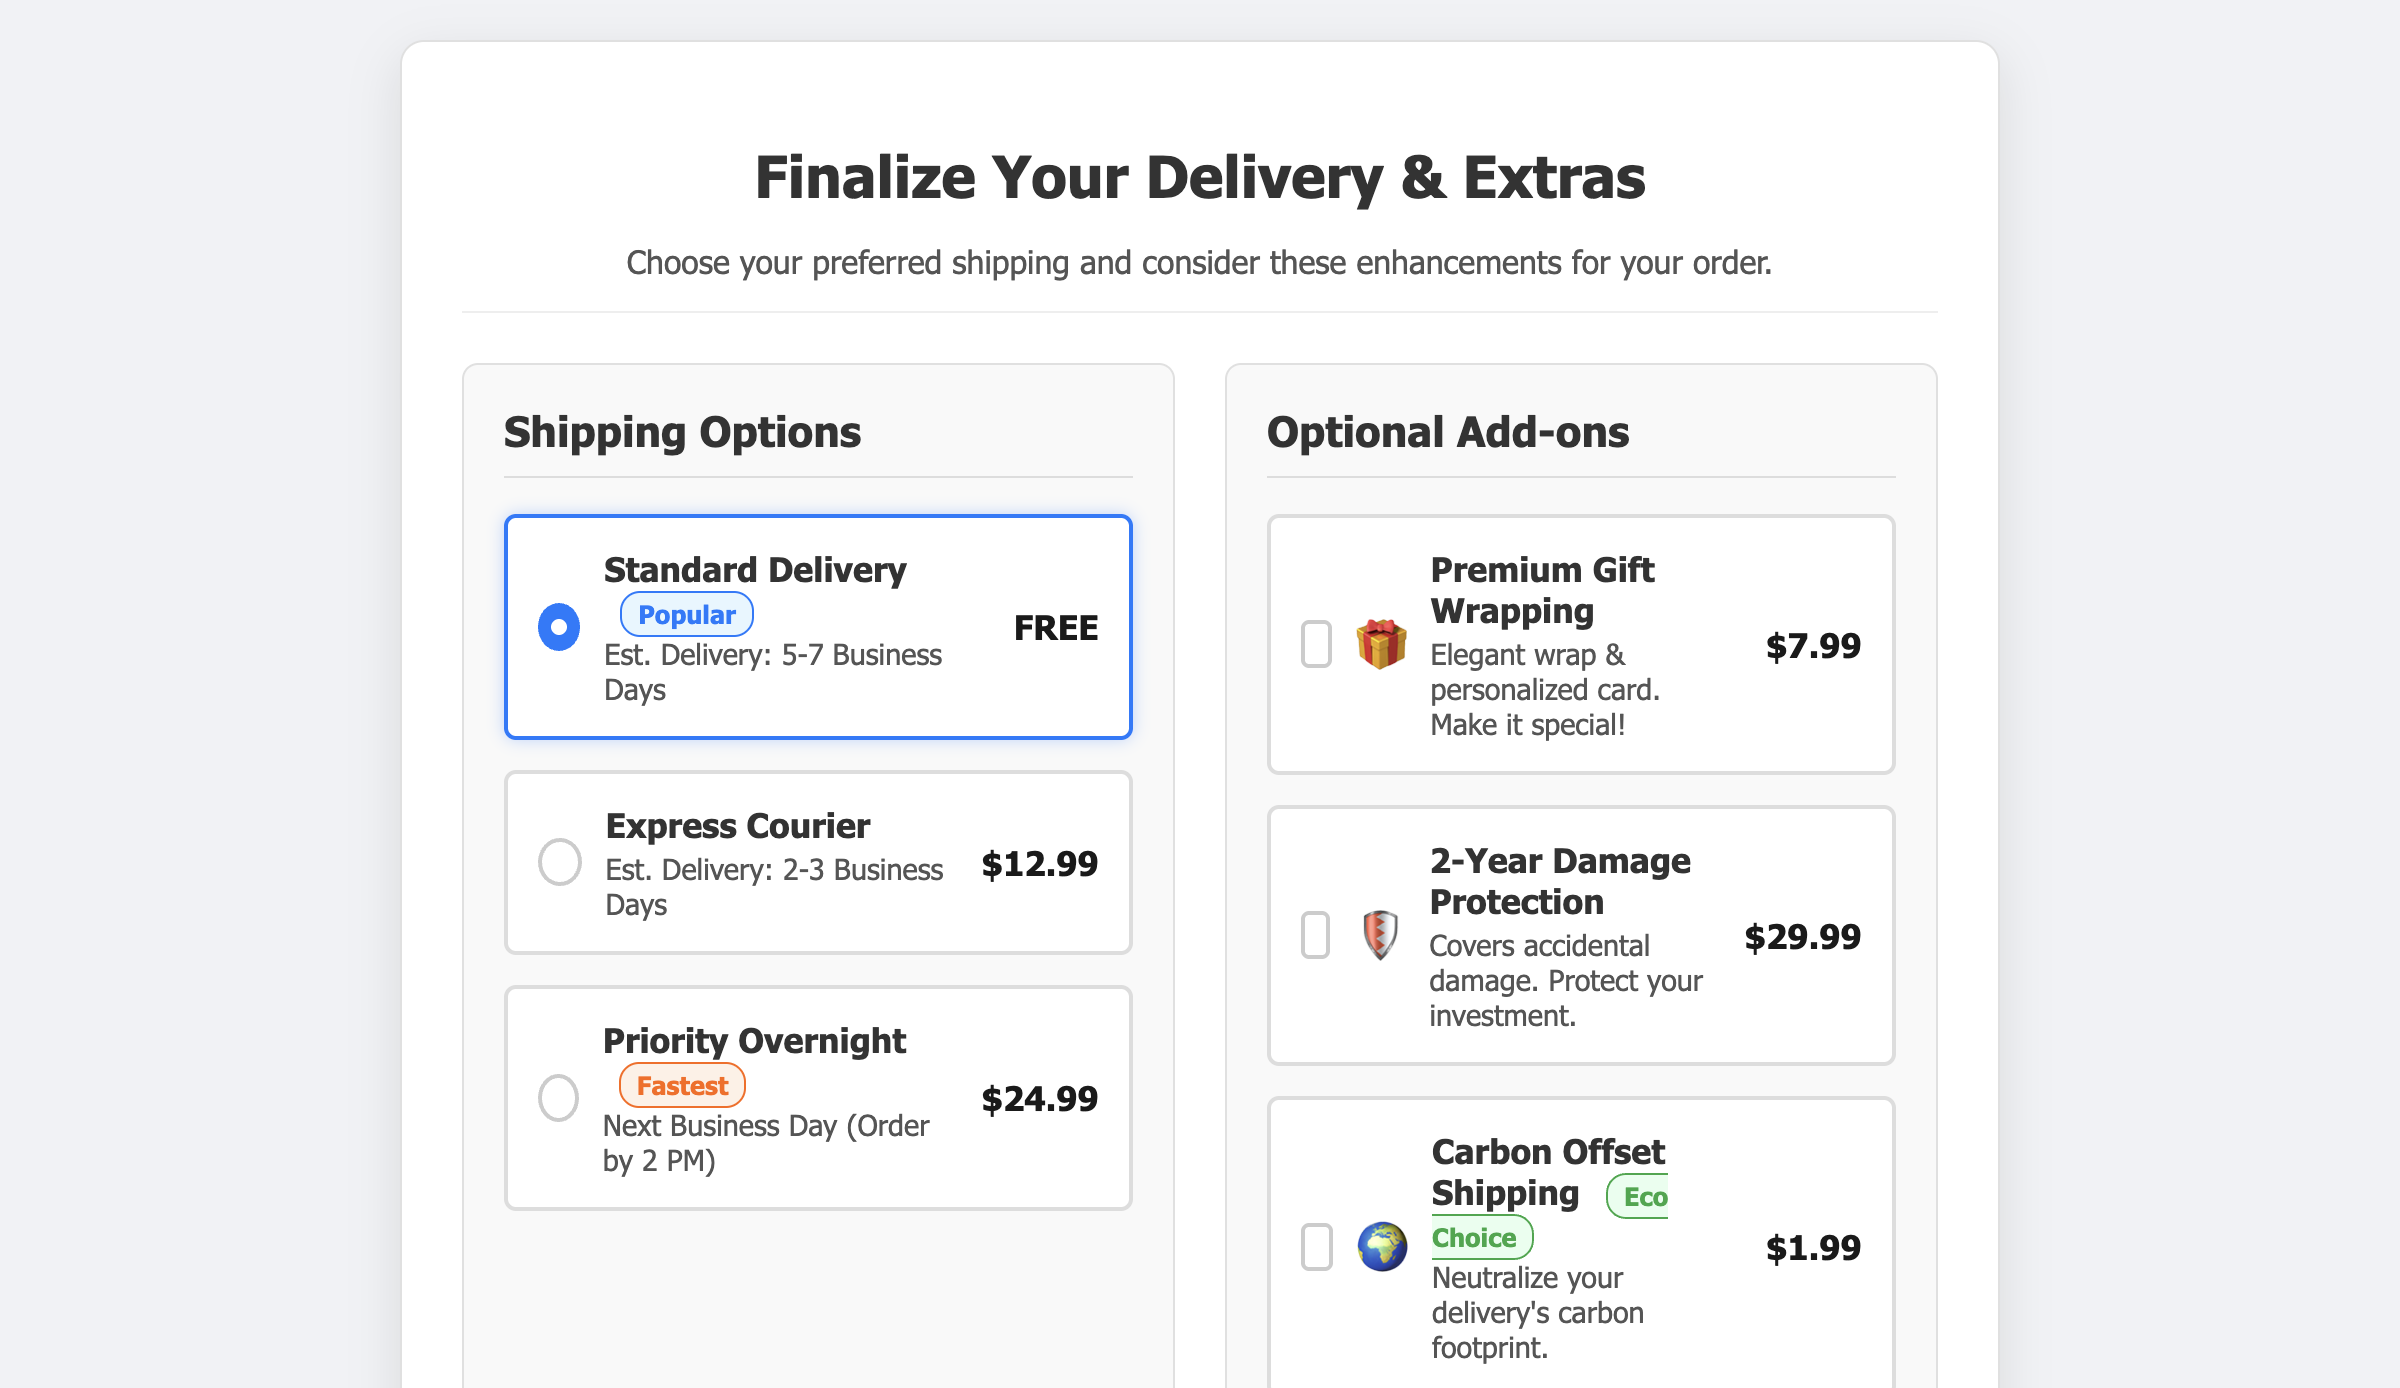 Finalize Your Delivery & Extras
Choose your preferred shipping and consider these enhancements for your order.
Shipping Options
Standard Delivery
Popular
Est. Delivery: 5-7 Business
Days
FREE
Express Courier
Est. Delivery: 2-3 Business
Days
$12.99
Priority Overnight
Fastest
Next Business Day (Order
by 2 PM)
$24.99
Optional Add-ons
Premium Gift
Wrapping
Elegant wrap &
personalized card.
Make it special!
$7.99
2-Year Damage
Protection
Covers accidental
damage. Protect your
investment.
$29.99
Carbon Offset
Shipping Eco
Choice
Neutralize your
delivery's carbon
footprint.
$1.99